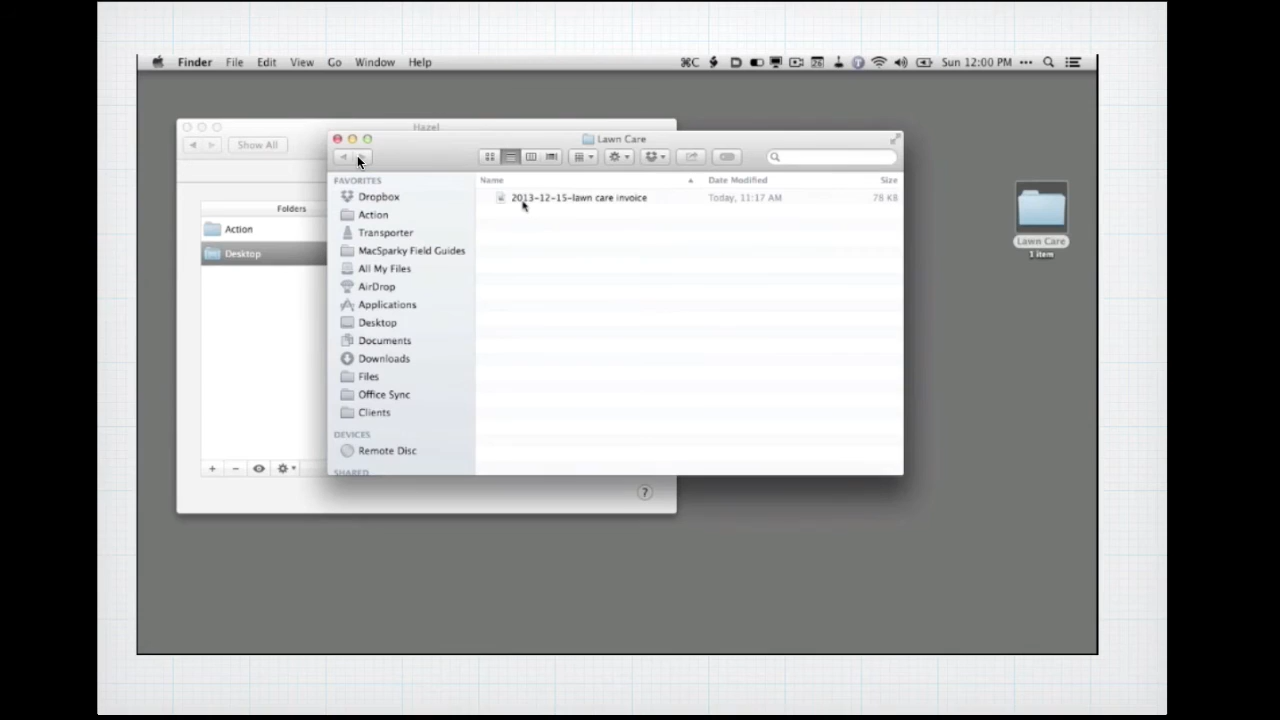 Finder File Edit View Go Window Help
⌘C 26 Sun 12:00 PM
Hazel
Show All
Folders
Action
Desktop
?
Lawn Care
Name Date Modified Size
2013-12-15-lawn care invoice Today, 11:17 AM 78 KB
FAVORITES
Dropbox
Action
Transporter
MacSparky Field Guides
All My Files
AirDrop
Applications
Desktop
Documents
Downloads
Files
Office Sync
Clients
DEVICES
Remote Disc
SHARED
Lawn Care
1 item